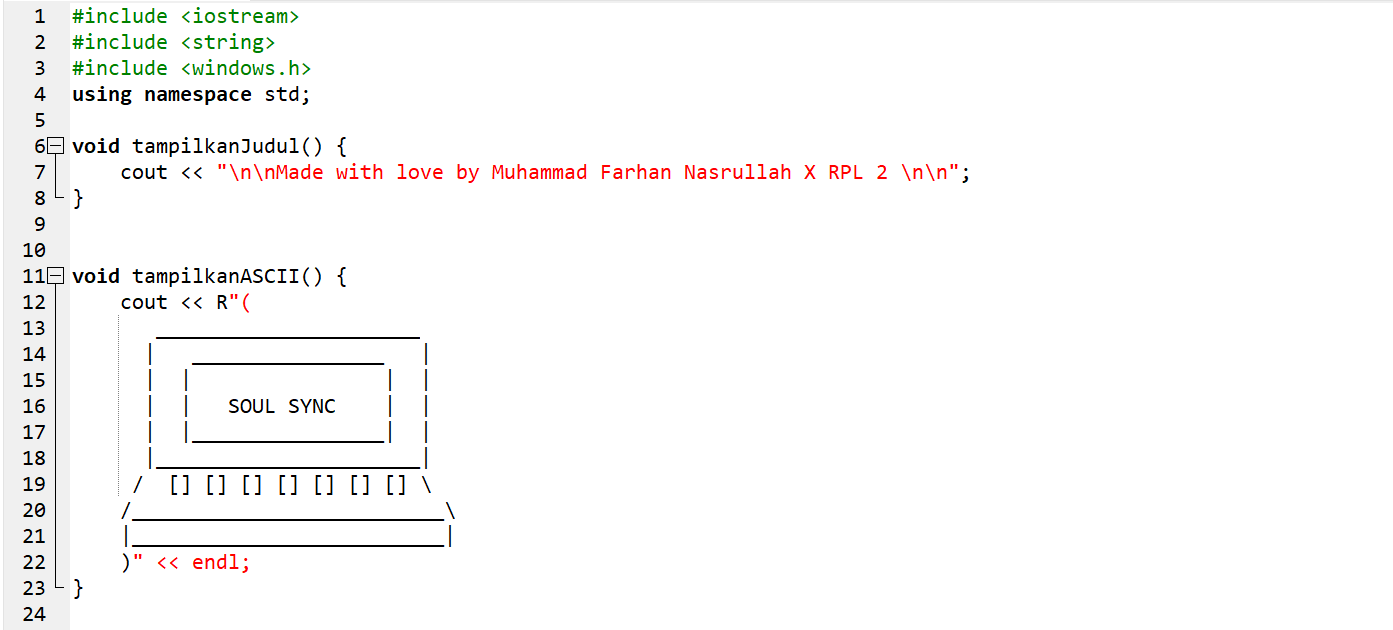 1 #include <iostream>
2 #include <string>
3 #include <windows.h>
4 using namespace std;
5
6 void tampilkanJudul() {
7     cout << "\n\nMade with love by Muhammad Farhan Nasrullah X RPL 2 \n\n";
8 }
9
10
11 void tampilkanASCII() {
12     cout << R"(
13        ______________________
14       |   ________________   |
15       |  |                |  |
16       |  |   SOUL SYNC    |  |
17       |  |________________|  |
18       |______________________|
19      /  [] [] [] [] [] [] [] \
20     /__________________________\
21     |__________________________|
22     )" << endl;
23 }
24